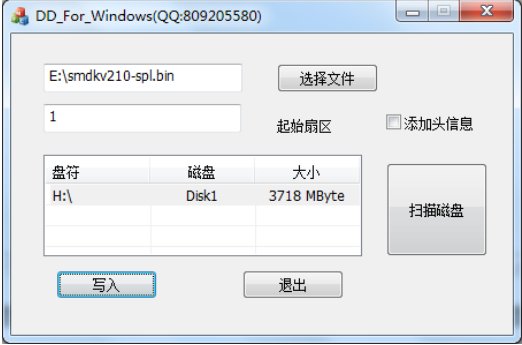 DD_For_Windows(QQ:809205580)
E:\smdkv210-spl.bin
选择文件
1
起始扇区
添加头信息
盘符 磁盘 大小
H:\ Disk1 3718 MByte
扫描磁盘
写入
退出